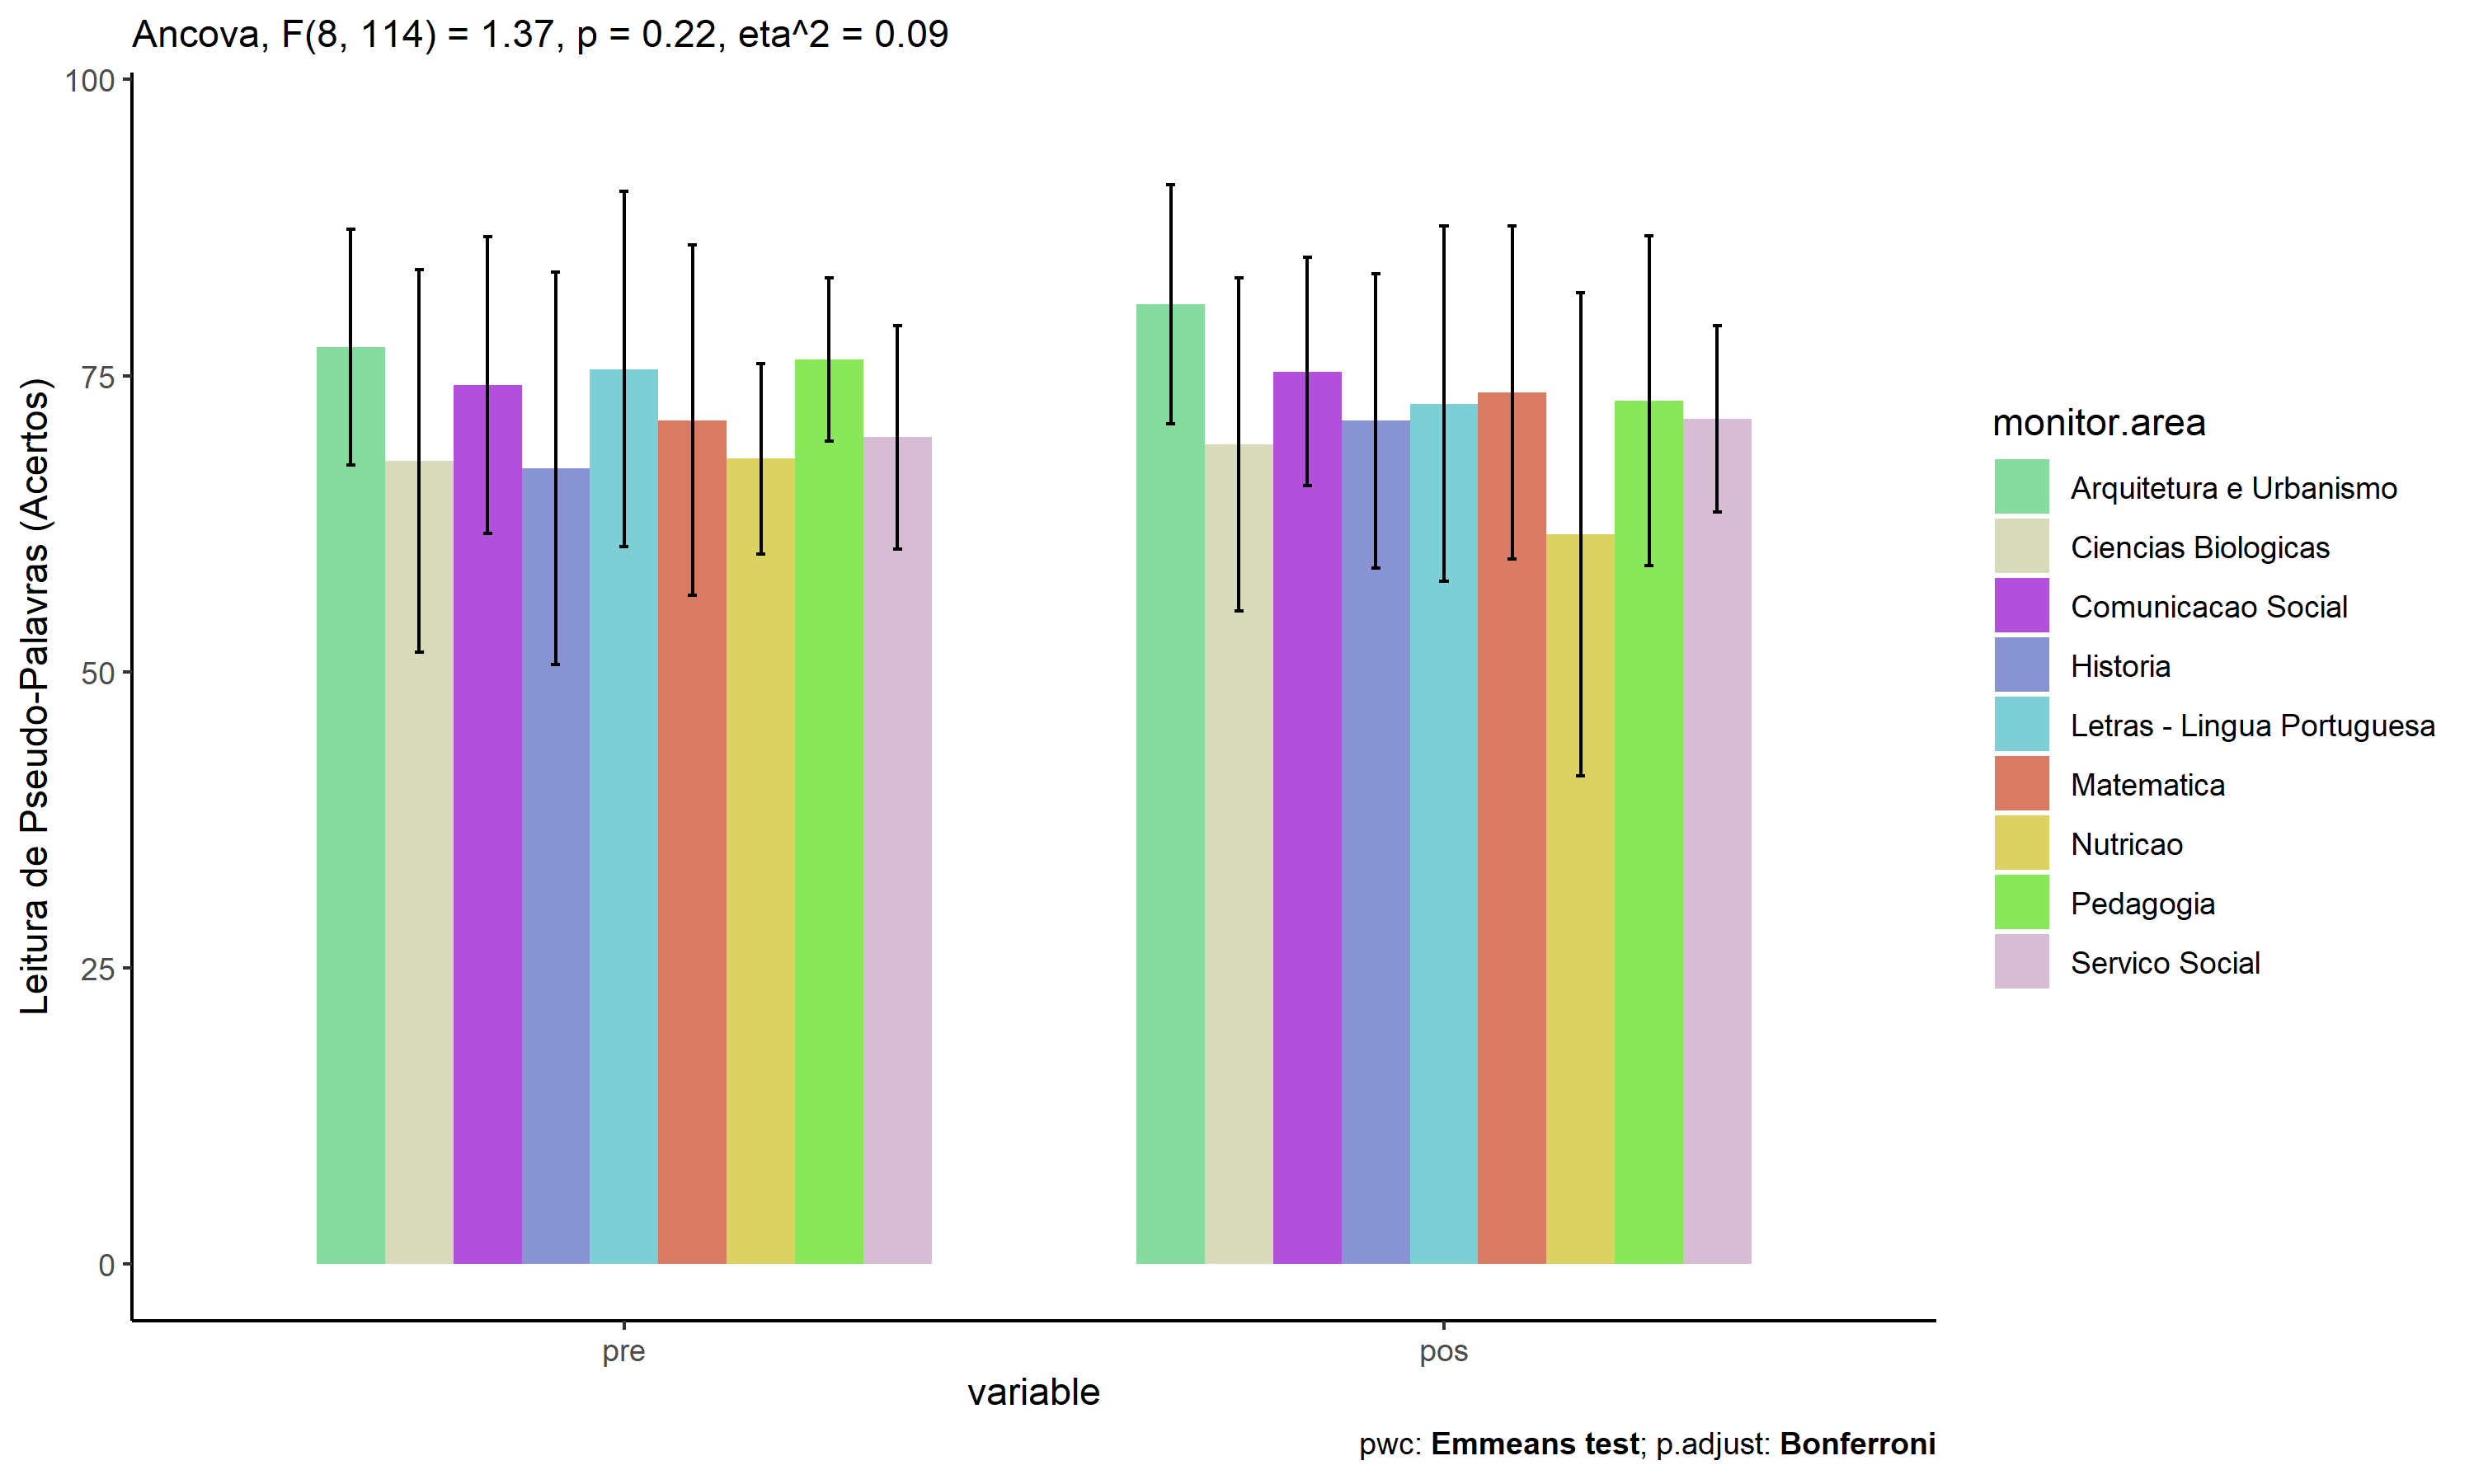 Ancova, F(8, 114) = 1.37, p = 0.22, eta^2 = 0.09
Leitura de Pseudo-Palavras (Acertos)
100
75
50
25
0
pre
pos
variable
monitor.area
Arquitetura e Urbanismo
Ciencias Biologicas
Comunicacao Social
Historia
Letras - Lingua Portuguesa
Matematica
Nutricao
Pedagogia
Servico Social
pwc: Emmeans test; p.adjust: Bonferroni